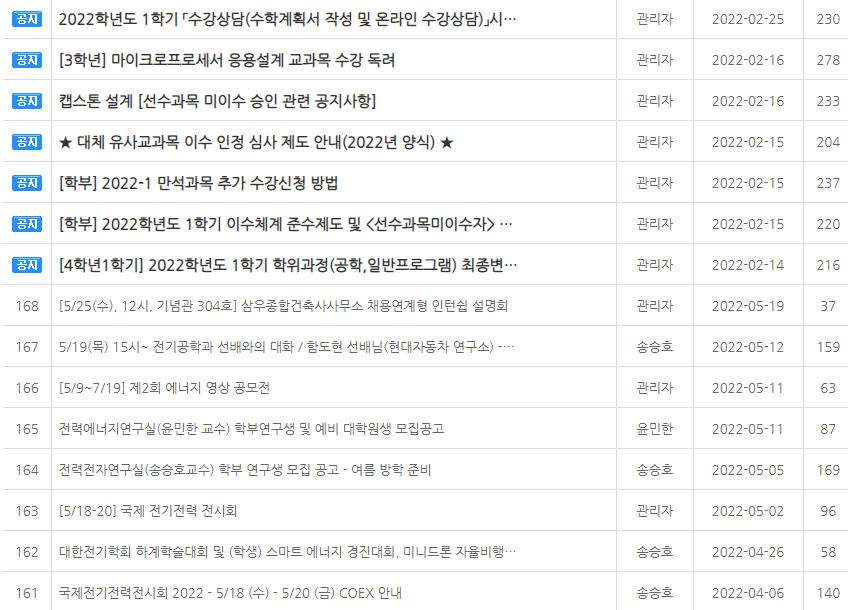 공지 2022학년도 1학기 「수강상담(수학계획서 작성 및 온라인 수강상담)」시… 관리자 2022-02-25 230
공지 [3학년] 마이크로프로세서 응용설계 교과목 수강 독려 관리자 2022-02-16 278
공지 캡스톤 설계 [선수과목 미이수 승인 관련 공지사항] 관리자 2022-02-16 233
공지 ★ 대체 유사교과목 이수 인정 심사 제도 안내(2022년 양식) ★ 관리자 2022-02-15 204
공지 [학부] 2022-1 만석과목 추가 수강신청 방법 관리자 2022-02-15 237
공지 [학부] 2022학년도 1학기 이수체계 준수제도 및 <선수과목미이수자> … 관리자 2022-02-15 220
공지 [4학년1학기] 2022학년도 1학기 학위과정(공학,일반프로그램) 최종변… 관리자 2022-02-14 216
168 [5/25(수), 12시, 기념관 304호] 삼우종합건축사사무소 채용연계형 인턴쉽 설명회 관리자 2022-05-19 37
167 5/19(목) 15시~ 전기공학과 선배와의 대화 / 함도현 선배님(현대자동차 연구소) -… 송승호 2022-05-12 159
166 [5/9~7/19] 제2회 에너지 영상 공모전 관리자 2022-05-11 63
165 전력에너지연구실(윤민한 교수) 학부연구생 및 예비 대학원생 모집공고 윤민한 2022-05-11 87
164 전력전자연구실(송승호교수) 학부 연구생 모집 공고 - 여름 방학 준비 송승호 2022-05-05 169
163 [5/18-20] 국제 전기전력 전시회 관리자 2022-05-02 96
162 대한전기학회 하계학술대회 및 (학생) 스마트 에너지 경진대회, 미니드론 자율비행… 송승호 2022-04-26 58
161 국제전기전력전시회 2022 - 5/18 (수) - 5/20 (금) COEX 안내 송승호 2022-04-06 140